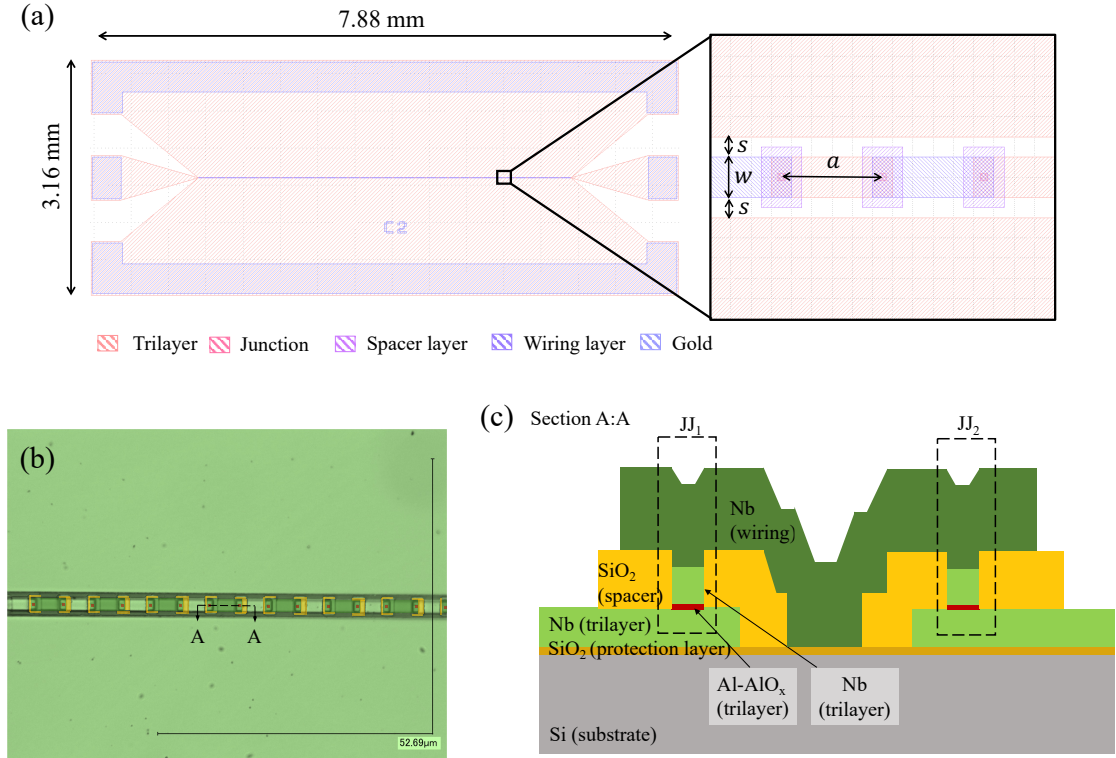 (a)
7.88 mm
3.16 mm
C2
s
w
a
s
Trilayer
Junction
Spacer layer
Wiring layer
Gold
(b)
A
A
52.69μm
(c)
Section A:A
JJ₁
JJ₂
Nb
(wiring)
SiO₂
(spacer)
Nb (trilayer)
SiO₂ (protection layer)
Al-AlOₓ
(trilayer)
Nb
(trilayer)
Si (substrate)